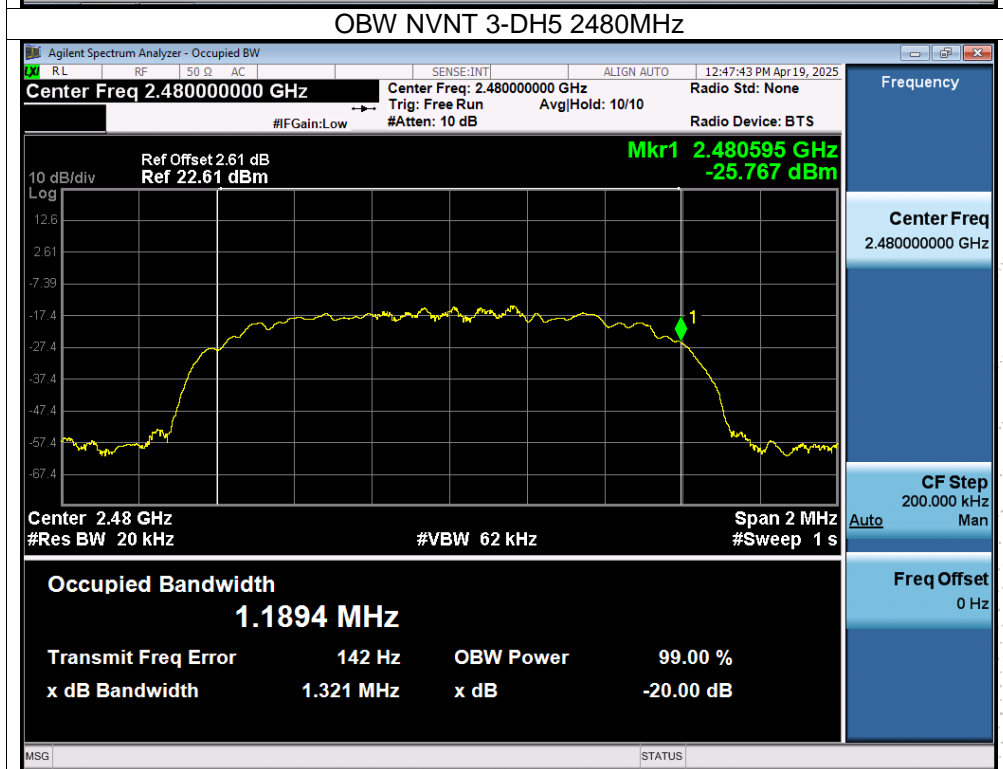 OBW NVNT 3-DH5 2480MHz
Agilent Spectrum Analyzer - Occupied BW
LXI RL RF 50 Ω AC SENSE:INT ALIGN AUTO 12:47:43 PM Apr 19, 2025
Center Freq 2.480000000 GHz
Center Freq: 2.480000000 GHz
Radio Std: None
Trig: Free Run Avg|Hold: 10/10
#IFGain:Low #Atten: 10 dB Radio Device: BTS
Mkr1 2.480595 GHz
-25.767 dBm
Ref Offset 2.61 dB
10 dB/div Ref 22.61 dBm
Log
12.6
2.61
-7.39
-17.4
1
-27.4
-37.4
-47.4
-57.4
-67.4
Center 2.48 GHz Span 2 MHz
#Res BW 20 kHz #VBW 62 kHz #Sweep 1 s
Occupied Bandwidth
1.1894 MHz
Transmit Freq Error 142 Hz OBW Power 99.00 %
x dB Bandwidth 1.321 MHz x dB -20.00 dB
Frequency
Center Freq
2.480000000 GHz
CF Step
200.000 kHz
Auto Man
Freq Offset
0 Hz
MSG STATUS